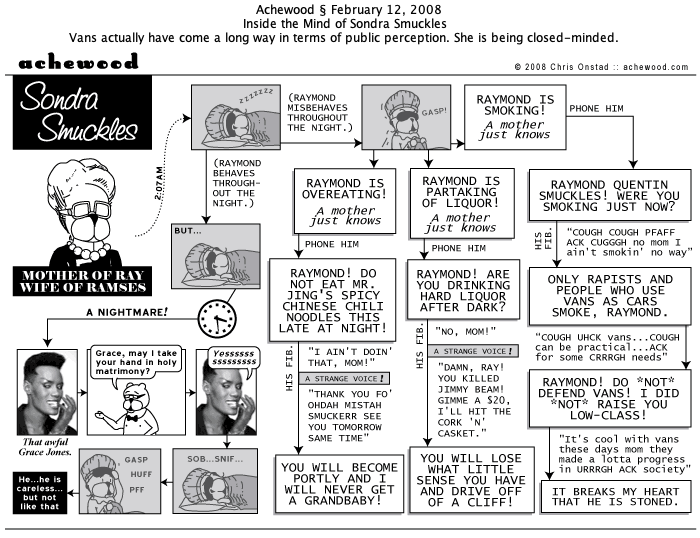 Achewood § February 12, 2008
Inside the Mind of Sondra Smuckles
Vans actually have come a long way in terms of public perception. She is being closed-minded.
achewood
© 2008 Chris Onstad :: achewood.com
Sondra
Smuckles
MOTHER OF RAY
WIFE OF RAMSES
2:07AM
ZZZZZZZ
(RAYMOND
MISBEHAVES
THROUGHOUT
THE NIGHT.)
GASP!
RAYMOND IS
SMOKING!
A mother
just knows
PHONE HIM
(RAYMOND
BEHAVES
THROUGH-
OUT THE
NIGHT.)
BUT...
A NIGHTMARE!
That awful
Grace Jones.
Grace, may I take
your hand in holy
matrimony?
Yessssss
sssssssss
SOB...SNIF...
GASP
HUFF
PFF
He...he is
careless...
but not
like that
RAYMOND IS
OVEREATING!
A mother
just knows
PHONE HIM
RAYMOND! DO
NOT EAT MR.
JING'S SPICY
CHINESE CHILI
NOODLES THIS
LATE AT NIGHT!
HIS FIB.
"I AIN'T DOIN'
THAT, MOM!"
A STRANGE VOICE!
"THANK YOU FO'
OHDAH MISTAH
SMUCKERR SEE
YOU TOMORROW
SAME TIME"
YOU WILL BECOME
PORTLY AND I
WILL NEVER GET
A GRANDBABY!
RAYMOND IS
PARTAKING
OF LIQUOR!
A mother
just knows
PHONE HIM
RAYMOND! ARE
YOU DRINKING
HARD LIQUOR
AFTER DARK?
HIS FIB.
"NO, MOM!"
A STRANGE VOICE!
"DAMN, RAY!
YOU KILLED
JIMMY BEAM!
GIMME A $20,
I'LL HIT THE
CORK 'N'
CASKET."
YOU WILL LOSE
WHAT LITTLE
SENSE YOU HAVE
AND DRIVE OFF
OF A CLIFF!
RAYMOND QUENTIN
SMUCKLES! WERE YOU
SMOKING JUST NOW?
HIS FIB.
"COUGH COUGH PFAFF
ACK CUGGGH no mom I
ain't smokin' no way"
ONLY RAPISTS AND
PEOPLE WHO USE
VANS AS CARS
SMOKE, RAYMOND.
"COUGH UHCK vans...COUGH
can be practical...ACK
for some CRRRGH needs"
RAYMOND! DO *NOT*
DEFEND VANS! I DID
*NOT* RAISE YOU
LOW-CLASS!
"It's cool with vans
these days mom they
made a lotta progress
in URRRGH ACK society"
IT BREAKS MY HEART
THAT HE IS STONED.